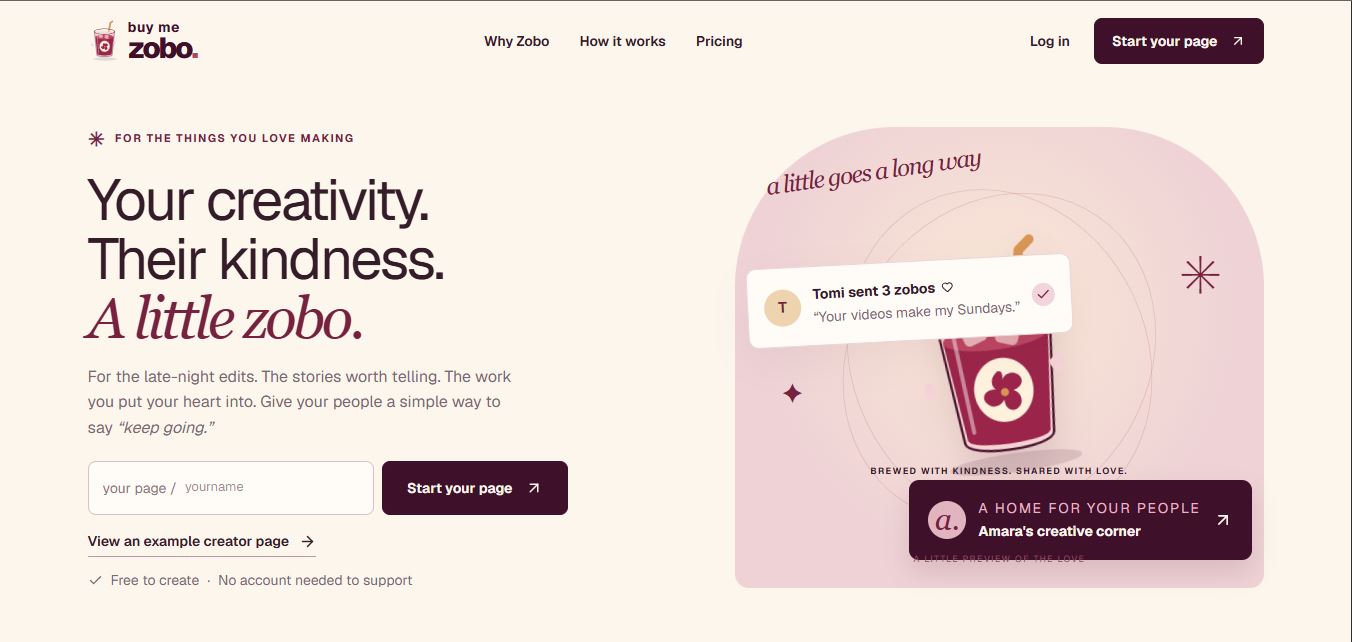 buy me
zobo.
Why Zobo
How it works
Pricing
Log in
Start your page
FOR THE THINGS YOU LOVE MAKING
Your creativity.
Their kindness.
A little zobo.
For the late-night edits. The stories worth telling. The work
you put your heart into. Give your people a simple way to
say “keep going.”
your page / yourname
Start your page
View an example creator page
Free to create · No account needed to support
a little goes a long way
T
Tomi sent 3 zobos
“Your videos make my Sundays.”
BREWED WITH KINDNESS. SHARED WITH LOVE.
a.
A HOME FOR YOUR PEOPLE
Amara's creative corner
A LITTLE PREVIEW OF THE LOVE